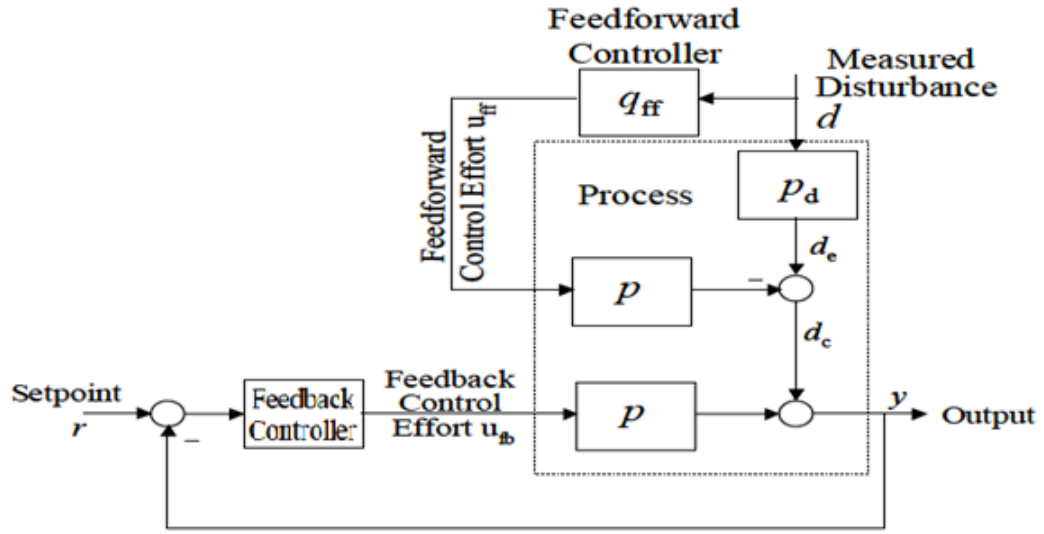 Feedforward
Controller
Measured
Disturbance
d
q_ff
Feedforward
Control Effort u_ff
Process
p_d
d_e
p
−
d_c
Setpoint
r
−
Feedback
Controller
Feedback
Control
Effort u_fb
p
y
Output